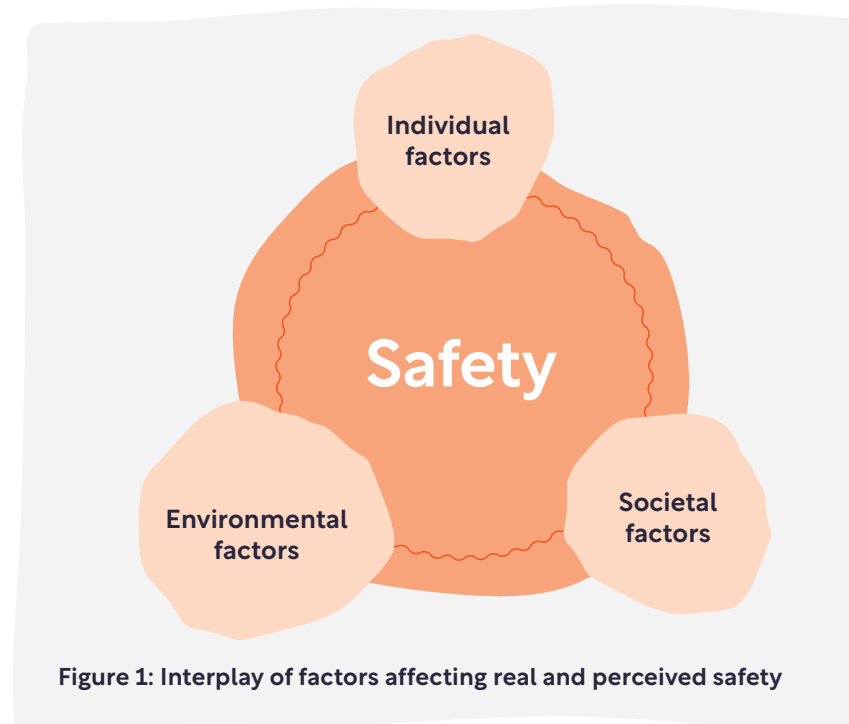 Individual
factors
Safety
Environmental
factors
Societal
factors
Figure 1: Interplay of factors affecting real and perceived safety